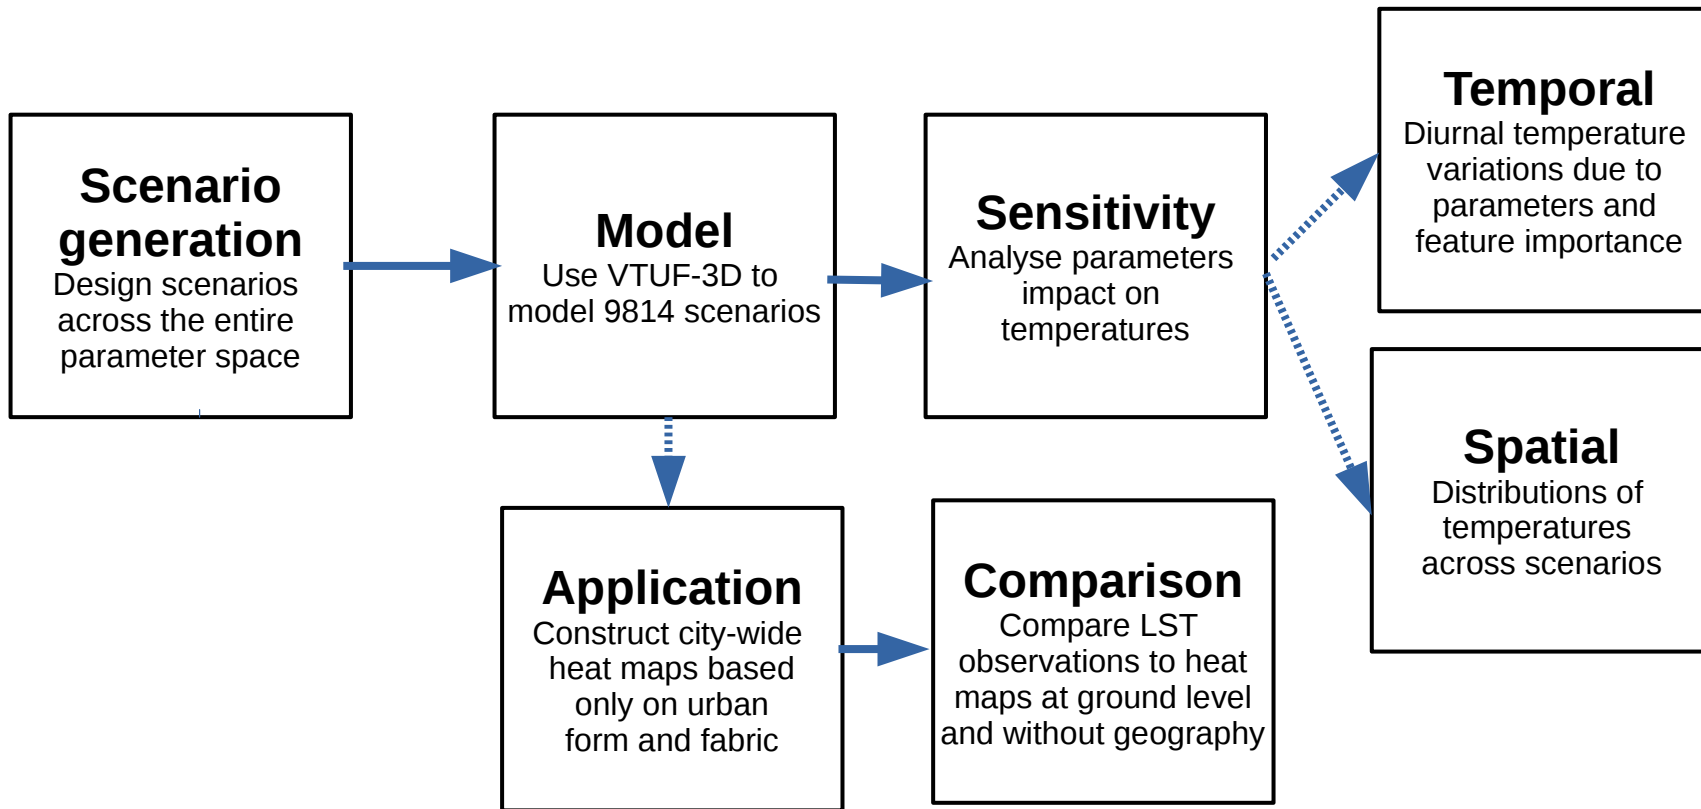 Scenario
generation
Design scenarios
across the entire
parameter space
Model
Use VTUF-3D to
model 9814 scenarios
Sensitivity
Analyse parameters
impact on
temperatures
Temporal
Diurnal temperature
variations due to
parameters and
feature importance
Spatial
Distributions of
temperatures
across scenarios
Application
Construct city-wide
heat maps based
only on urban
form and fabric
Comparison
Compare LST
observations to heat
maps at ground level
and without geography